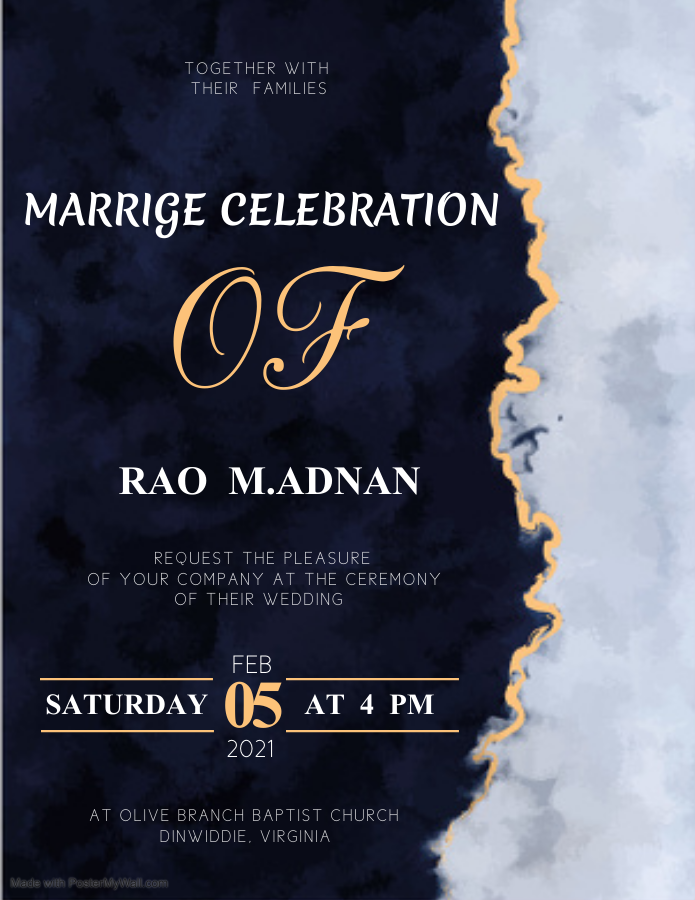 TOGETHER WITH
THEIR FAMILIES
MARRIGE CELEBRATION
OF
RAO M.ADNAN
REQUEST THE PLEASURE
OF YOUR COMPANY AT THE CEREMONY
OF THEIR WEDDING
FEB
SATURDAY 05 AT 4 PM
2021
AT OLIVE BRANCH BAPTIST CHURCH
DINWIDDIE, VIRGINIA
Made with PosterMyWall.com